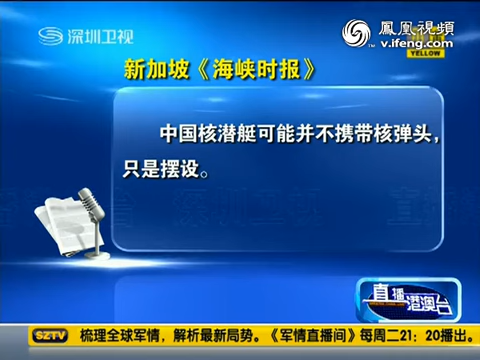 深圳卫视
鳳凰视频
v.ifeng.com
YELLOW
新加坡《海峡时报》
中国核潜艇可能并不携带核弹头，
只是摆设。
直播
港澳台
SZTV 梳理全球军情，解析最新局势。《军情直播间》每周二21：20播出。